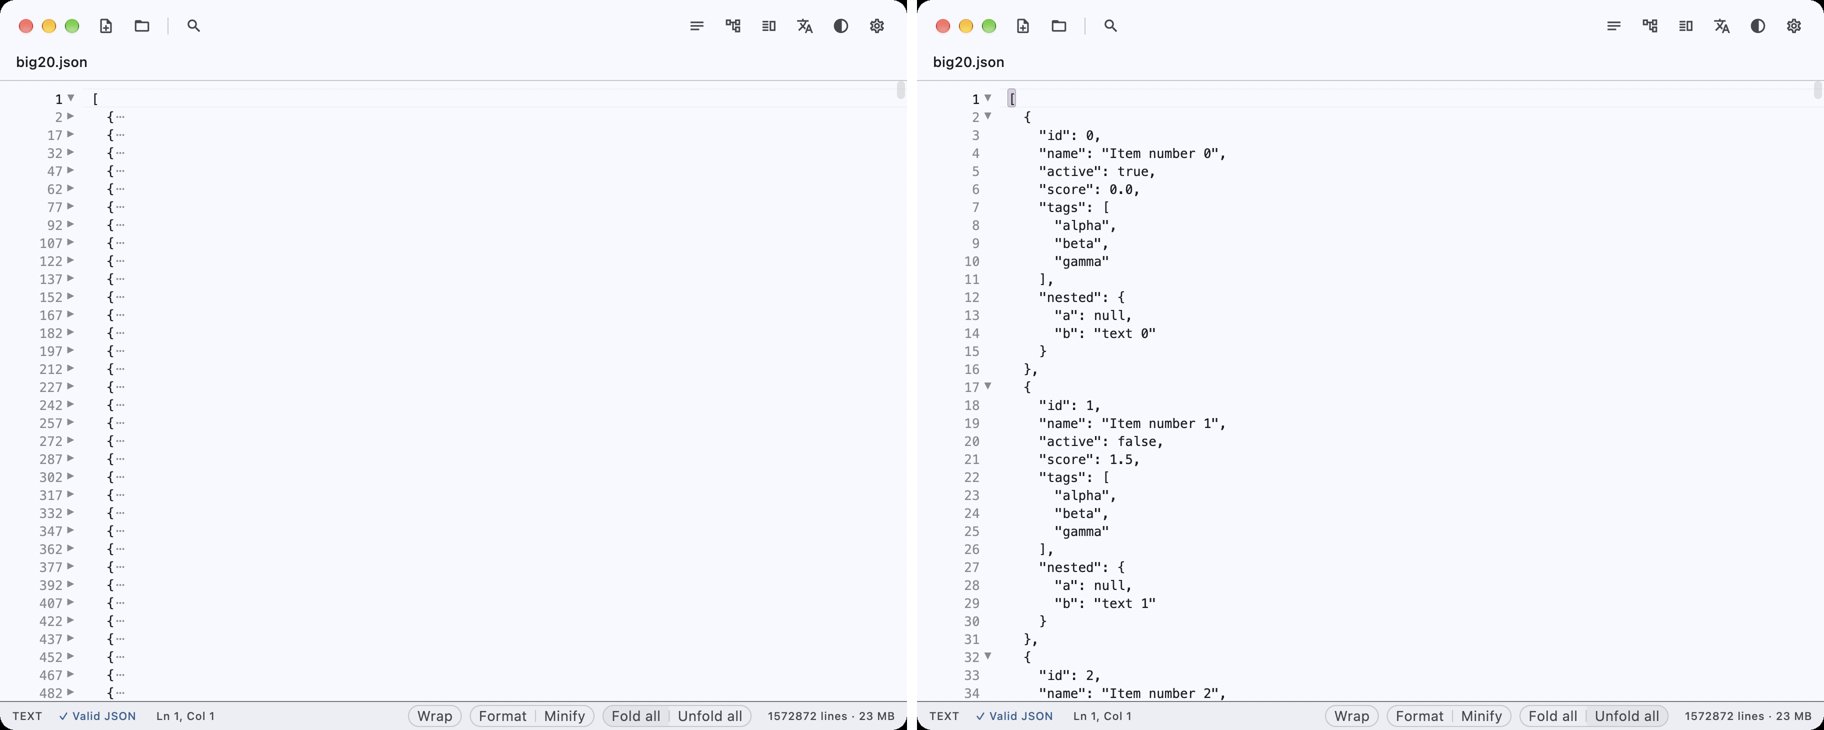 big20.json
1 [
2 {…
17 {…
32 {…
47 {…
62 {…
77 {…
92 {…
107 {…
122 {…
137 {…
152 {…
167 {…
182 {…
197 {…
212 {…
227 {…
242 {…
257 {…
272 {…
287 {…
302 {…
317 {…
332 {…
347 {…
362 {…
377 {…
392 {…
407 {…
422 {…
437 {…
452 {…
467 {…
482 {…
TEXT ✓ Valid JSON Ln 1, Col 1 Wrap Format Minify Fold all Unfold all 1572872 lines · 23 MB
big20.json
1 [
2 {
3 "id": 0,
4 "name": "Item number 0",
5 "active": true,
6 "score": 0.0,
7 "tags": [
8 "alpha",
9 "beta",
10 "gamma"
11 ],
12 "nested": {
13 "a": null,
14 "b": "text 0"
15 }
16 },
17 {
18 "id": 1,
19 "name": "Item number 1",
20 "active": false,
21 "score": 1.5,
22 "tags": [
23 "alpha",
24 "beta",
25 "gamma"
26 ],
27 "nested": {
28 "a": null,
29 "b": "text 1"
30 }
31 },
32 {
33 "id": 2,
34 "name": "Item number 2",
TEXT ✓ Valid JSON Ln 1, Col 1 Wrap Format Minify Fold all Unfold all 1572872 lines · 23 MB